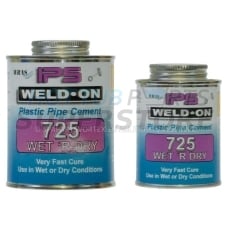 IPS
WELD-ON
Plastic Pipe Cement
725
WET 'R' DRY
Very Fast Cure
Use in Wet or Dry Conditions
IPS
WELD-ON
Plastic Pipe Cement
725
WET 'R' DRY
Very Fast Cure
Use in Wet or Dry Conditions